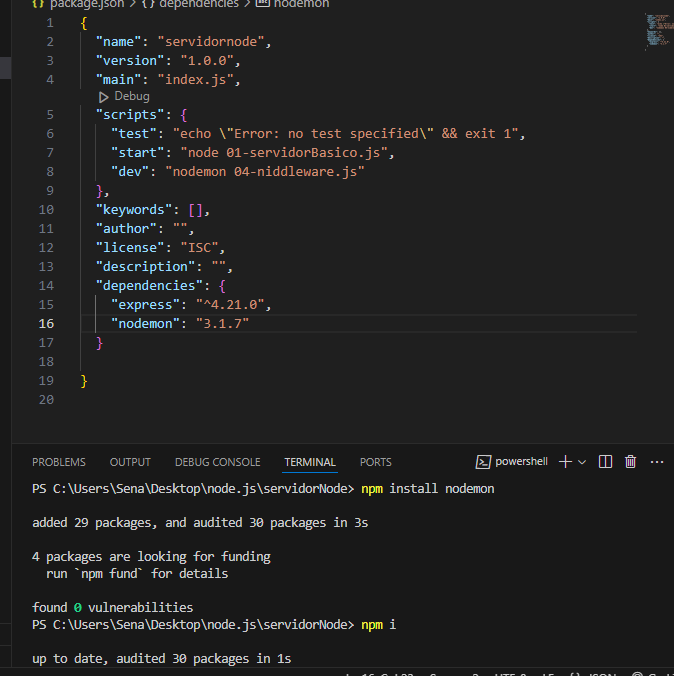 package.json > { } dependencies > nodemon
1 {
2 "name": "servidornode",
3 "version": "1.0.0",
4 "main": "index.js",
Debug
5 "scripts": {
6 "test": "echo \"Error: no test specified\" && exit 1",
7 "start": "node 01-servidorBasico.js",
8 "dev": "nodemon 04-niddleware.js"
9 },
10 "keywords": [],
11 "author": "",
12 "license": "ISC",
13 "description": "",
14 "dependencies": {
15 "express": "^4.21.0",
16 "nodemon": "3.1.7"
17 }
18
19 }
20
PROBLEMS OUTPUT DEBUG CONSOLE TERMINAL PORTS powershell
PS C:\Users\Sena\Desktop\node.js\servidorNode> npm install nodemon
added 29 packages, and audited 30 packages in 3s
4 packages are looking for funding
run `npm fund` for details
found 0 vulnerabilities
PS C:\Users\Sena\Desktop\node.js\servidorNode> npm i
up to date, audited 30 packages in 1s